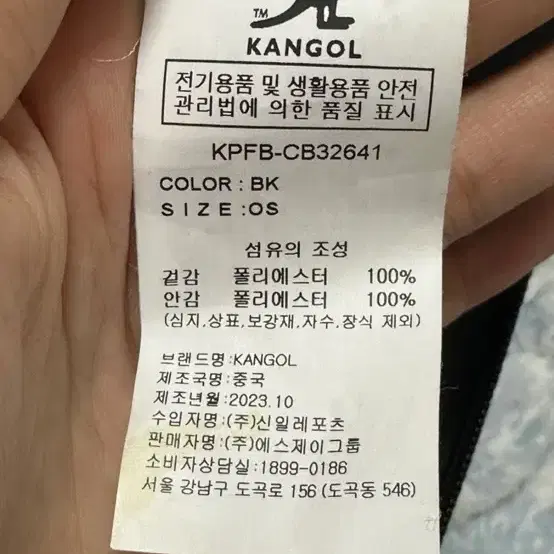 TM
KANGOL
전기용품 및 생활용품 안전
관리법에 의한 품질 표시
KPFB-CB32641
COLOR : BK
SIZE :OS
섬유의 조성
겉감 폴리에스터 100%
안감 폴리에스터 100%
(심지,상표,보강재,자수,장식 제외)
브랜드명:KANGOL
제조국명:중국
제조년월:2023.10
수입자명:(주)신일레포츠
판매자명:(주)에스제이그룹
소비자상담실:1899-0186
서울 강남구 도곡로 156 (도곡동 546)